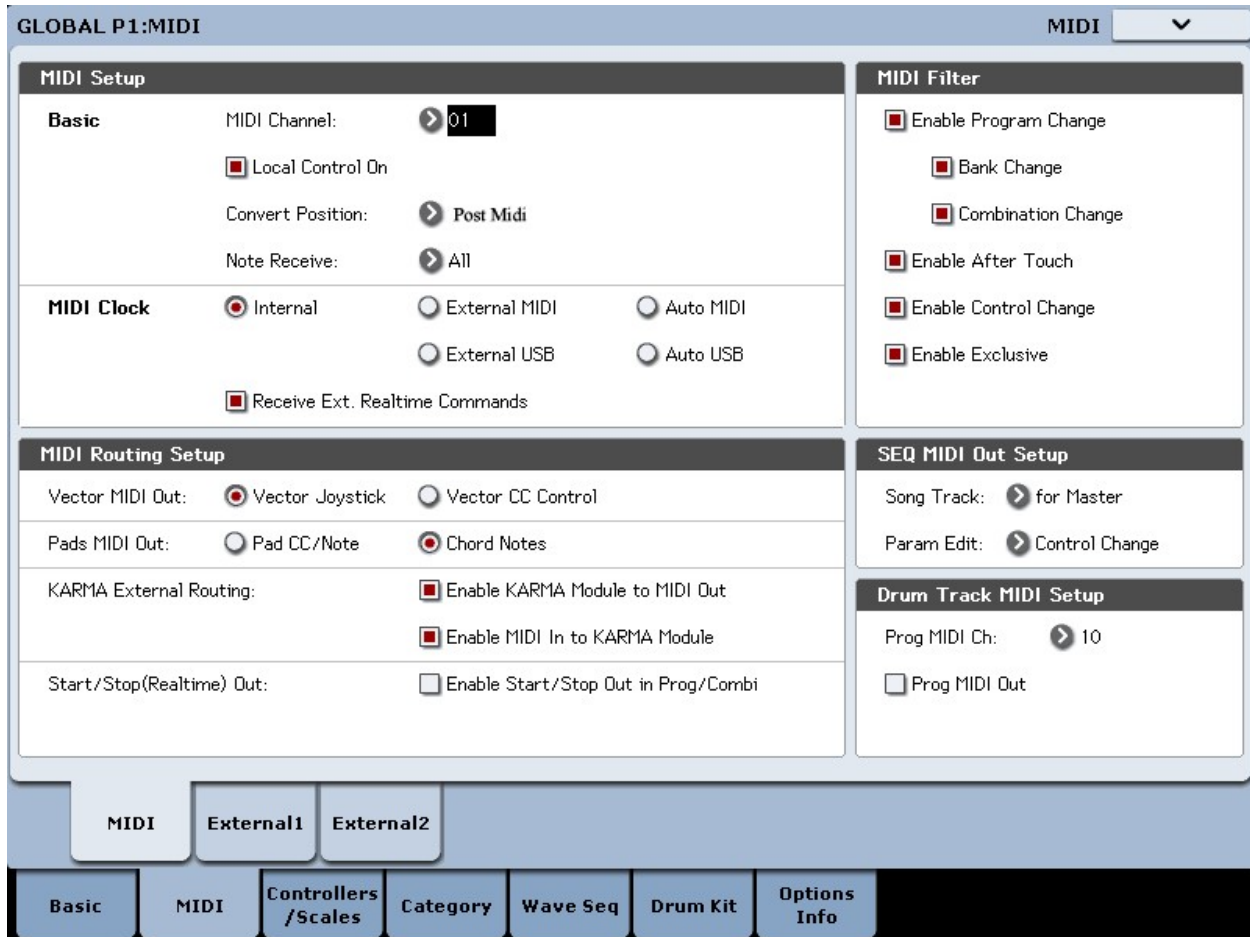 GLOBAL P1:MIDI
MIDI
MIDI Setup
Basic
MIDI Channel: 01
Local Control On
Convert Position: Post Midi
Note Receive: All
MIDI Clock
Internal
External MIDI
Auto MIDI
External USB
Auto USB
Receive Ext. Realtime Commands
MIDI Filter
Enable Program Change
Bank Change
Combination Change
Enable After Touch
Enable Control Change
Enable Exclusive
MIDI Routing Setup
Vector MIDI Out: Vector Joystick Vector CC Control
Pads MIDI Out: Pad CC/Note Chord Notes
KARMA External Routing: Enable KARMA Module to MIDI Out
Enable MIDI In to KARMA Module
Start/Stop(Realtime) Out: Enable Start/Stop Out in Prog/Combi
SEQ MIDI Out Setup
Song Track: for Master
Param Edit: Control Change
Drum Track MIDI Setup
Prog MIDI Ch: 10
Prog MIDI Out
MIDI
External1
External2
Basic
MIDI
Controllers
/Scales
Category
Wave Seq
Drum Kit
Options
Info